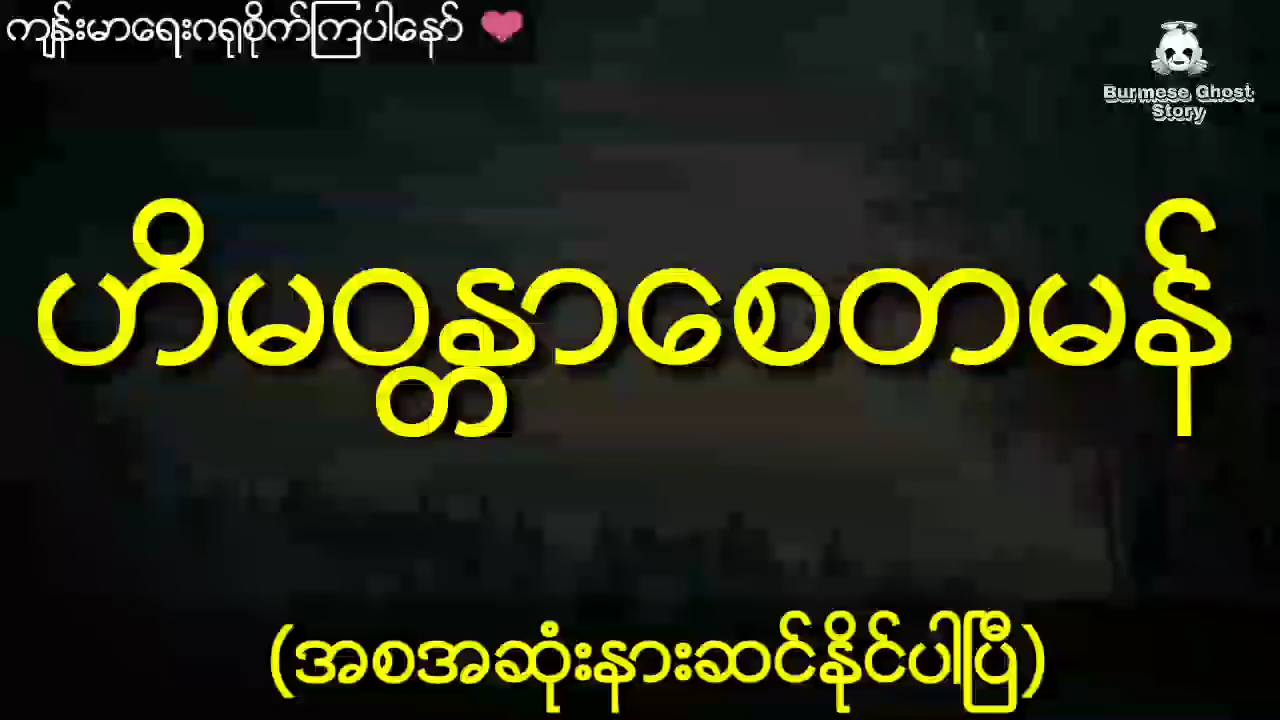 ကျန်းမာရေးဂရုစိုက်ကြပါနော် ❤
Burmese Ghost
Story
ဟိမဝန္တာစေတမန်
(အစအဆုံးနားဆင်နိုင်ပါပြီ)